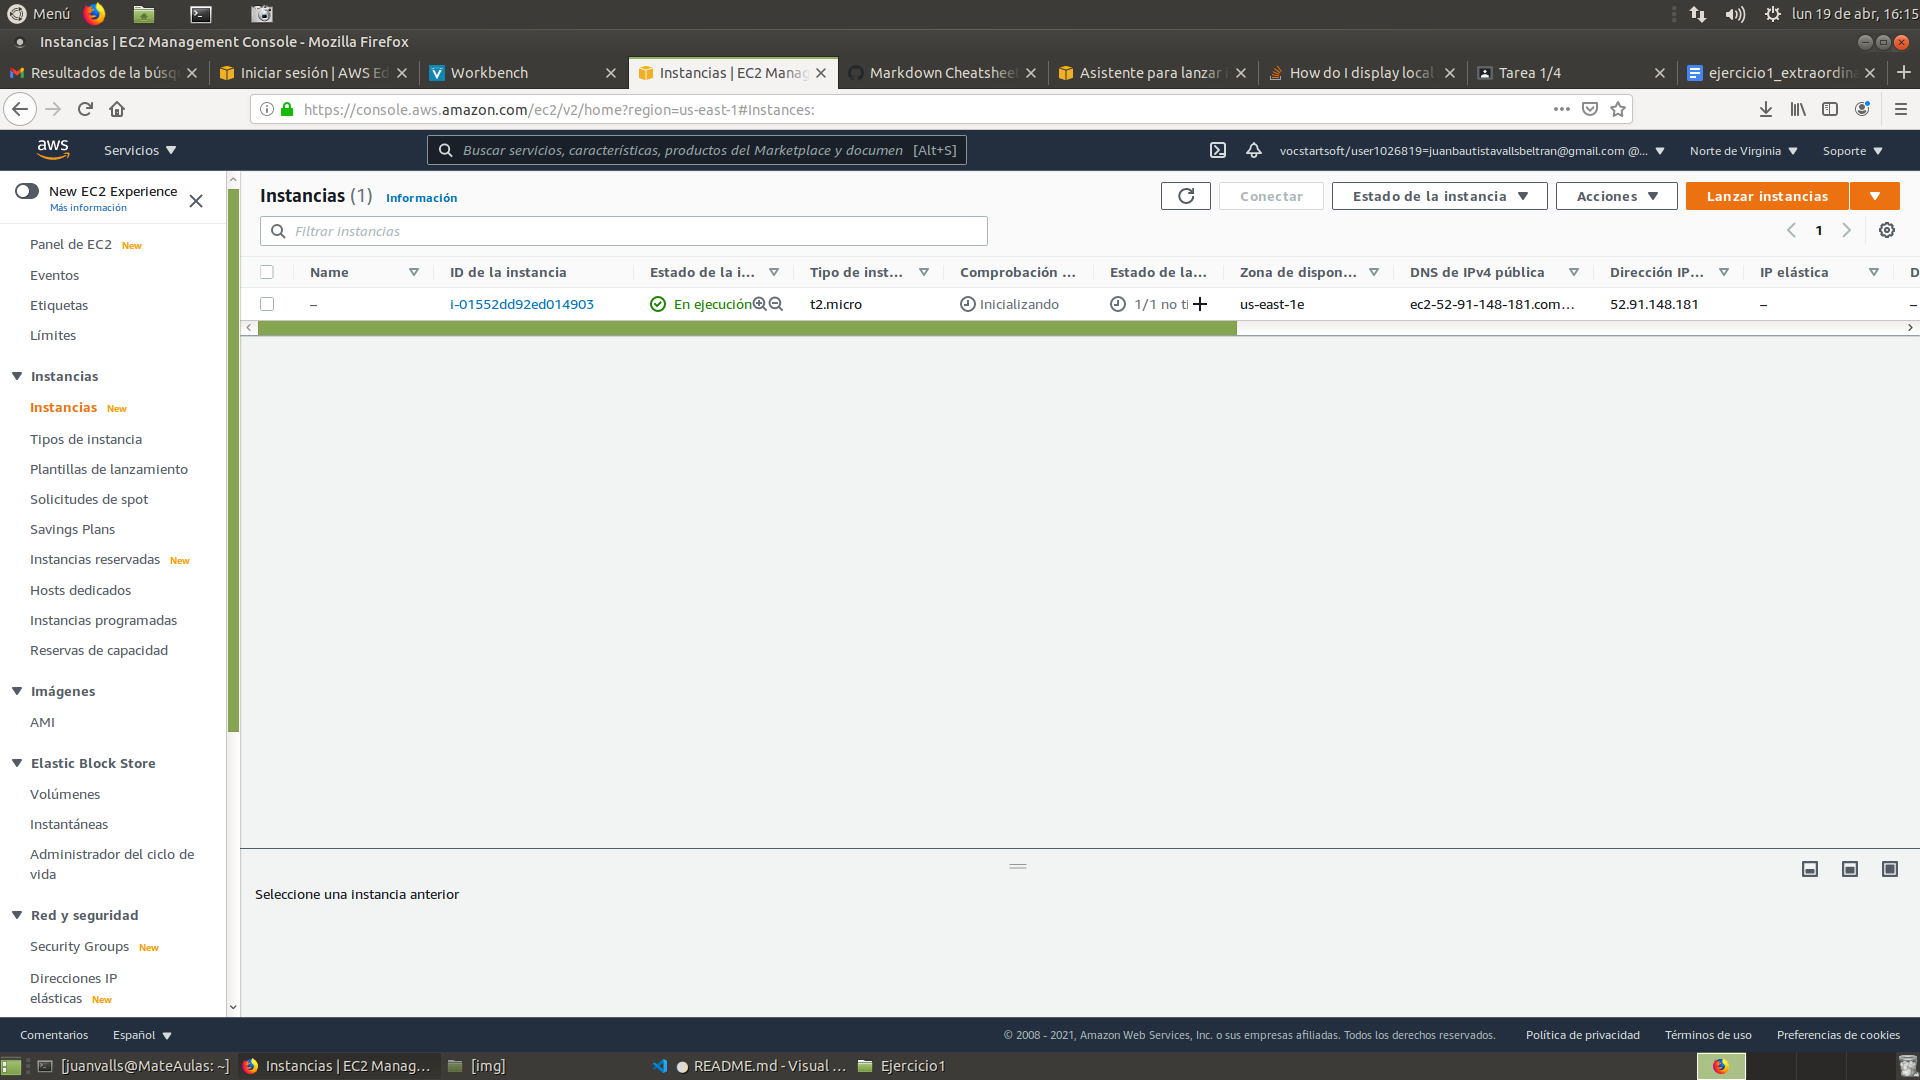 Menú
lun 19 de abr, 16:15
Instancias | EC2 Management Console - Mozilla Firefox
Resultados de la búsq
Iniciar sesión | AWS Ed
Workbench
Instancias | EC2 Manag
Markdown Cheatsheet
Asistente para lanzar i
How do I display local
Tarea 1/4
ejercicio1_extraordina
https://console.aws.amazon.com/ec2/v2/home?region=us-east-1#Instances:
aws
Servicios
Buscar servicios, características, productos del Marketplace y documen [Alt+S]
vocstartsoft/user1026819=juanbautistavallsbeltran@gmail.com @...
Norte de Virginia
Soporte
New EC2 Experience
Más información
Panel de EC2 New
Eventos
Etiquetas
Límites
Instancias
Instancias New
Tipos de instancia
Plantillas de lanzamiento
Solicitudes de spot
Savings Plans
Instancias reservadas New
Hosts dedicados
Instancias programadas
Reservas de capacidad
Imágenes
AMI
Elastic Block Store
Volúmenes
Instantáneas
Administrador del ciclo de
vida
Red y seguridad
Security Groups New
Direcciones IP
elásticas New
Instancias (1) Información
Conectar
Estado de la instancia
Acciones
Lanzar instancias
Filtrar instancias
1
Name
ID de la instancia
Estado de la i...
Tipo de inst...
Comprobación ...
Estado de la...
Zona de dispon...
DNS de IPv4 pública
Dirección IP...
IP elástica
D
–
i-01552dd92ed014903
En ejecución
t2.micro
Inicializando
1/1 no ti
us-east-1e
ec2-52-91-148-181.com...
52.91.148.181
–
–
Seleccione una instancia anterior
Comentarios
Español
© 2008 - 2021, Amazon Web Services, Inc. o sus empresas afiliadas. Todos los derechos reservados.
Política de privacidad
Términos de uso
Preferencias de cookies
[juanvalls@MateAulas: ~]
Instancias | EC2 Manag...
[img]
● README.md - Visual ...
Ejercicio1